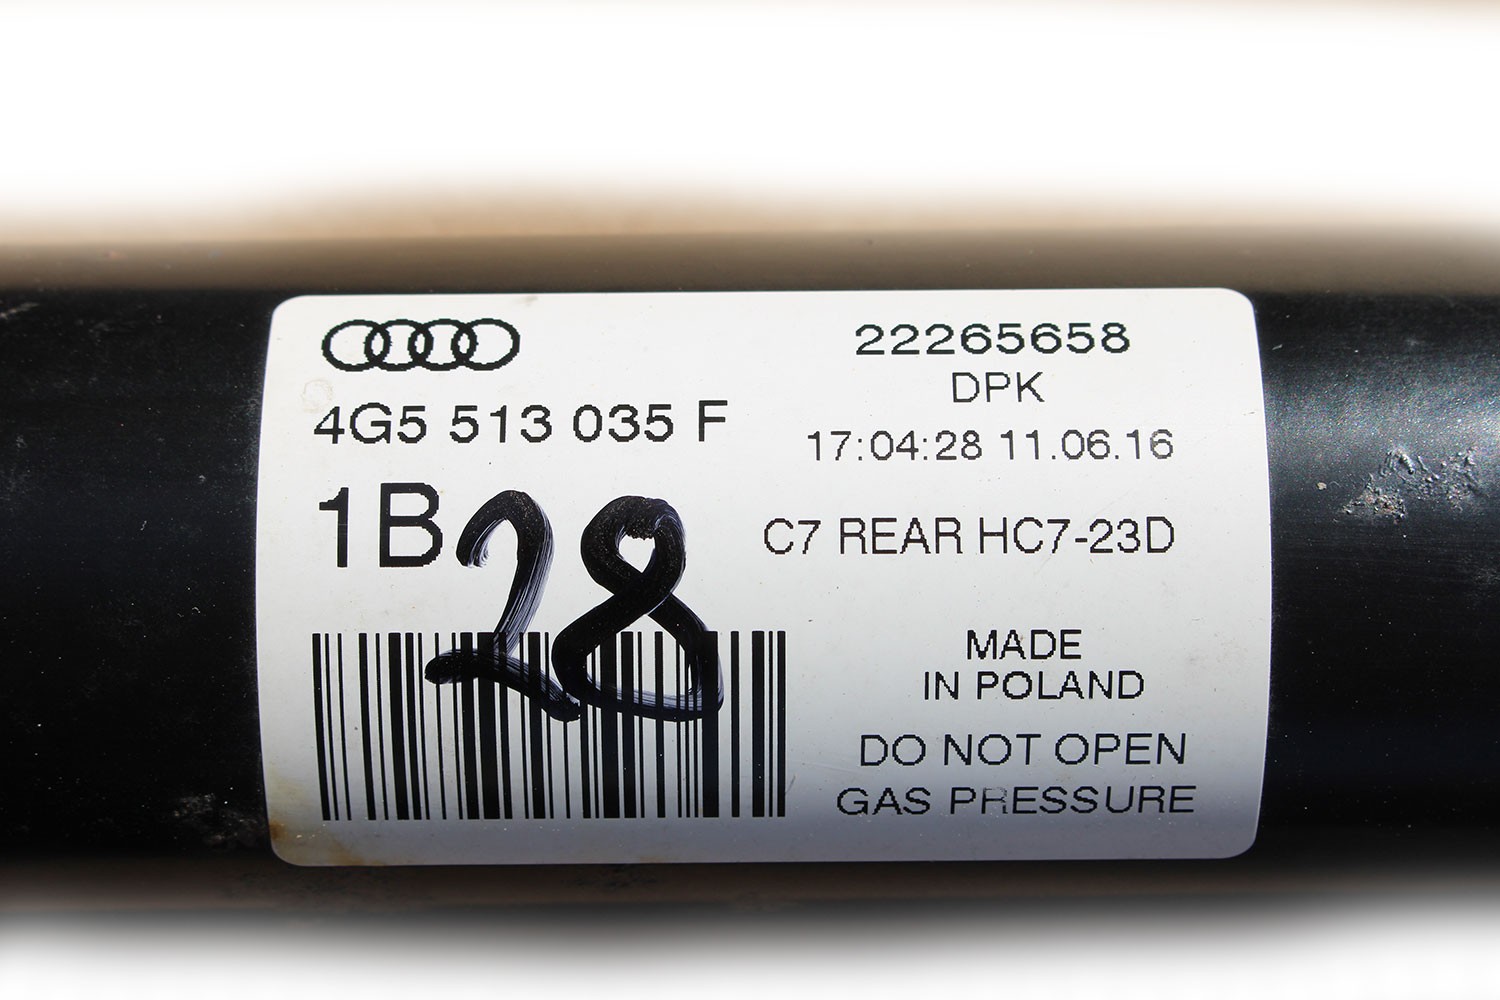 4G5 513 035 F
1B
28
22265658
DPK
17:04:28 11.06.16
C7 REAR HC7-23D
MADE
IN POLAND
DO NOT OPEN
GAS PRESSURE